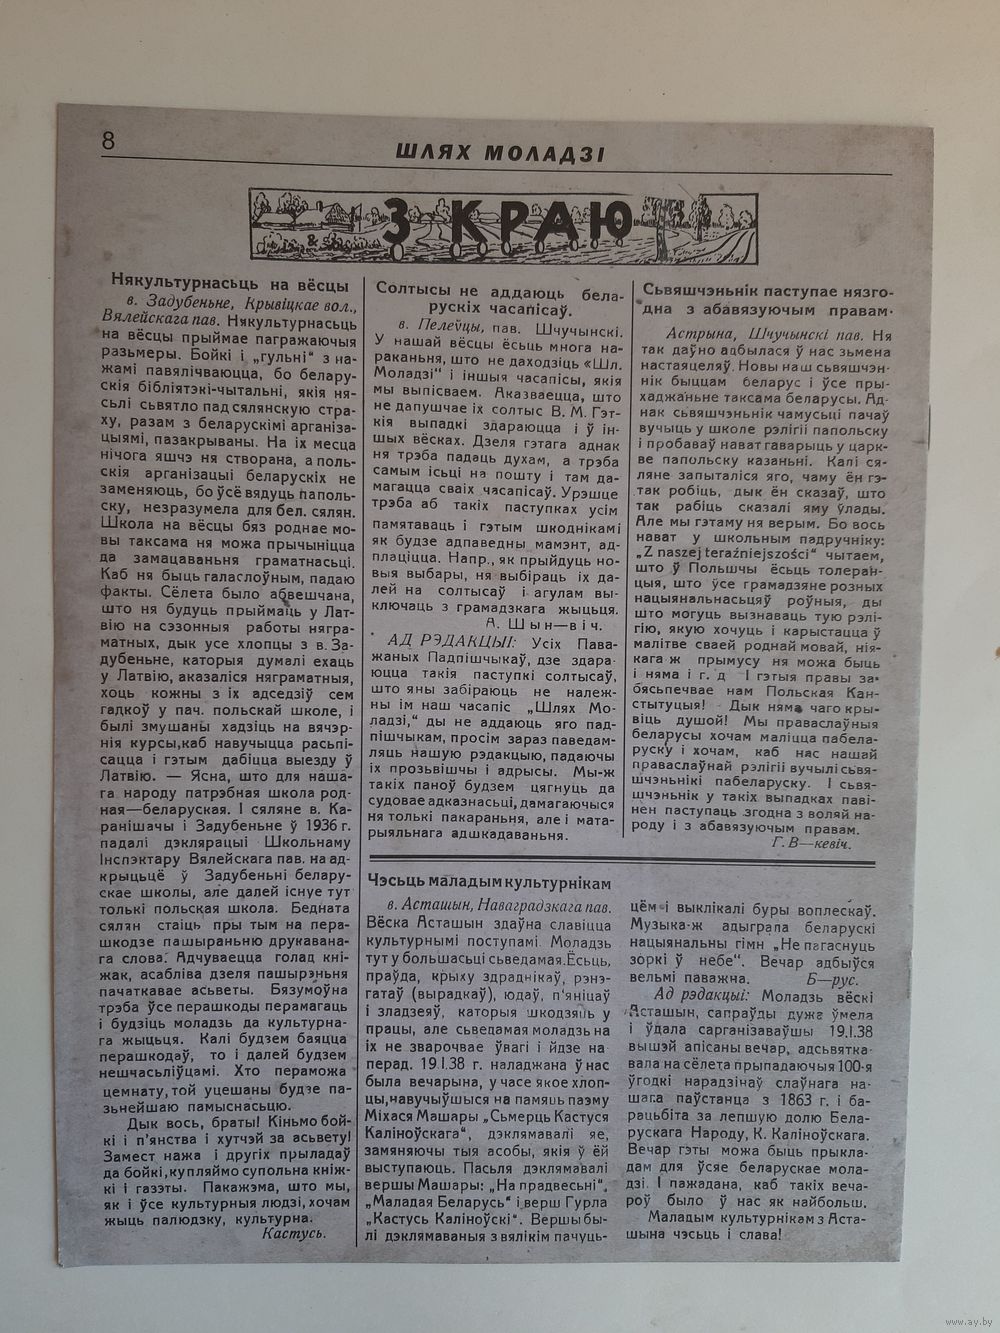 8
ШЛЯХ МОЛАДЗІ
З КРАЮ
Някультурнасьць на вёсцы
в. Задубеньне, Крывіцкае вол.,
Вялейскага пав. Някультурнасьць
на вёсцы прыймае пагражаючыя
разьмеры. Бойкі і „гульні“ з на-
жамі павялічваюцца, бо белару-
скія бібліятэкі-чытальні, якія ня-
сьлі сьвятло пад сялянскую стра-
ху, разам з беларускімі арганіза-
цыямі, пазакрываны. На іх месца
нічога яшчэ ня створана, а поль-
скія арганізацыі беларускіх не
заменяюць, бо ўсё вядуць папольску,
незразумела для бел. сялян.
Школа на вёсцы бяз роднае мо-
вы таксама ня можа прычыніцца
да замацаваньня граматнасьці.
Каб ня быць галаслоўным, падаю
факты. Сёлета было абвешчана,
што ня будуць прыймаць у Лат-
вію на сэзонныя работы няграматных,
дык усе хлопцы з в. За-
дубеньне, каторыя думалі ехаць
у Латвію, аказаліся няграматныя,
хоць кожны з іх адседзіў сем
гадкоў у пач. польскай школе, і
былі змушаны хадзіць на вячэр-
нія курсы, каб навучыцца расьпі-
сацца і гэтым дабіцца выезду ў
Латвію. — Ясна, што для наша-
га народу патрэбная школа род-
ная—беларуская. І сяляне в. Ка-
ранішачы і Задубеньне ў 1936 г.
падалі дэклярацыі Школьнаму
Інспэктару Вялейскага пав. на ад-
крыцьцё ў Задубеньні белару-
скае школы, але далей існуе тут
толькі польская школа. Бедната
сялян стаіць пры тым на пера-
шкодзе пашыраньню друкавана-
га слова. Адчуваецца голад кні-
жак, асабліва дзеля пашырэньня
пачаткавае асьветы. Бязумоўна
трэба ўсе перашкоды перамагаць
і будзіць моладзь да культурна-
га жыцьця. Калі будзем баяцца
перашкодаў, то і далей будзем
нешчасьліўцамі. Хто пераможа
цемнату, той уцешаны будзе па-
зьнейшаю памыснасьцю.
Дык вось, браты! Кіньмо бой-
кі і п'янства і хутчэй за асьвету!
Замест нажа і другіх прыладаў
да бойкі, купляймо супольна кніж-
кі і газэты. Пакажэма, што мы,
як і ўсе культурныя людзі, хочам
жыць палюдзку, культурна.
Кастусь.
Солтысы не аддаюць бела-
рускіх часапісаў.
в. Пелеўцы, пав. Шчучынскі.
У нашай вёсцы ёсьць многа на-
раканьня, што не даходзіць «Шл.
Моладзі“ і іншыя часапісы, якія
мы выпісваем. Аказваецца, што
не дапушчае іх солтыс В. М. Гэт-
кія выпадкі здараюцца і ў ін-
шых вёсках. Дзеля гэтага аднак
ня трэба падаць духам, а трэба
самым ісьці на пошту і там да-
магацца сваіх часапісаў. Урэшце
трэба аб такіх паступках усім
памятаваць і гэтым шкоднікамі
як будзе адпаведны мамэнт, ад-
плаціцца. Напр., як прыйдуць но-
выя выбары, ня выбіраць іх да-
лей на солтысаў і агулам вы-
ключаць з грамадзкага жыцьця.
А. Шын—віч.
АД РЭДАКЦЫІ: Усіх Пава-
жаных Падпішчыкаў, дзе здара-
юцца такія паступкі солтысаў,
што яны забіраюць не належ-
ны ім наш часапіс „Шлях Мо-
ладзі,“ ды не аддаюць яго пад-
пішчыкам, просім зараз паведам-
ляць нашую рэдакцыю, падаючы
іх прозьвішчы і адрысы. Мы-ж
такіх паноў будзем цягнуць да
судовае адказнасьці, дамагаючыся
ня толькі пакараньня, але і мата-
рыяльнага адшкадаваньня.
Сьвяшчэньнік паступае нязго-
дна з абавязуючым правам.
Астрына, Шчучынскі пав. Ня
так даўно адбылася ў нас зьмена
настаяцеляў. Новы наш сьвяшчэн-
нік быццам беларус і ўсе пры-
хаджаньне таксама беларусы. Ад-
нак сьвяшчэньнік чамусьці пачаў
вучыць у школе рэлігіі папольску
і пробаваў нават гаварыць у царк-
ве папольску казаньні. Калі ся-
ляне запыталіся яго, чаму ён гэ-
так робіць, дык ён сказаў, што
так рабіць сказалі яму ўлады.
Але мы гэтаму ня верым. Бо вось
нават у школьным падручніку:
„Z naszej teraźniejszości“ чытаем,
што ў Польшчы ёсьць толеран-
цыя, што ўсе грамадзяне розных
нацыянальнасьцяў роўныя, ды
што могуць вызнаваць тую рэлі-
гію, якую хочуць і карыстацца ў
малітве сваей роднай мовай, нія-
кага ж прымусу ня можа быць
і няма і г. д. І гэтыя правы за-
бясьпечвае нам Польская Кан-
стытуцыя! Дык няма чаго кры-
віць душой! Мы праваслаўныя
беларусы хочам маліцца пабела-
руску і хочам, каб нас нашай
праваслаўнай рэлігіі вучылі сьвя-
шчэньнікі пабеларуску. І сьвя-
шчэньнік у такіх выпадках паві-
нен паступаць згодна з воляй на-
роду і з абавязуючым правам.
Г. В—кевіч.
Чэсьць маладым культурнікам
в. Асташын, Наваградзкага пав.
Вёска Асташын здаўна славіцца
культурнымі поступамі. Моладзь
тут у большасьці сьведамая. Ёсьць,
праўда, крыху здраднікаў, рэнэ-
гатаў (вырадкаў), юдаў, п'яніцаў
і зладзеяў, каторыя шкодзяць у
працы, але сьведамая моладзь на
іх не зварочвае ўвагі і йдзе на
перад. 19 І.38 г. наладжана ў нас
была вечарына, у часе якое хлоп-
цы, навучыўшыся на памяць паэму
Міхася Машары „Сьмерць Кастуся
Каліноўскага“, дэклямавалі яе,
замяняючы тыя асобы, якія ў ёй
выступаюць. Пасьля дэклямавалі
вершы Машары: „На прадвесьні“,
„Маладая Беларусь“ і верш Гурла
„Кастусь Каліноўскі“. Вершы бы-
лі дэклямаваныя з вялікім пачуць-
цём і выклікалі буры воплескаў.
Музыка-ж адыграла беларускі
нацыянальны гімн „Не пагаснуць
зоркі ў небе“. Вечар адбыўся
вельмі паважна. Б—рус.
Ад рэдакцыі: Моладзь вёскі
Асташын, сапраўды дужа ўмела
і ўдала сарганізаваўшы 19.І.38
вышэй апісаны вечар, адсьвятка-
вала на сёлета прыпадаючыя 100-я
ўгодкі нарадзінаў слаўнага на-
шага паўстанца з 1863 г. і ба-
рацьбіта за лепшую долю Бела-
рускага Народу, К. Каліноўскага.
Вечар гэты можа быць прыкла-
дам для ўсяе беларускае мола-
дзі. І пажадана, каб такіх веча-
роў было ў нас як найбольш.
Маладым культурнікам з Аста-
шына чэсьць і слава!
www.ay.by